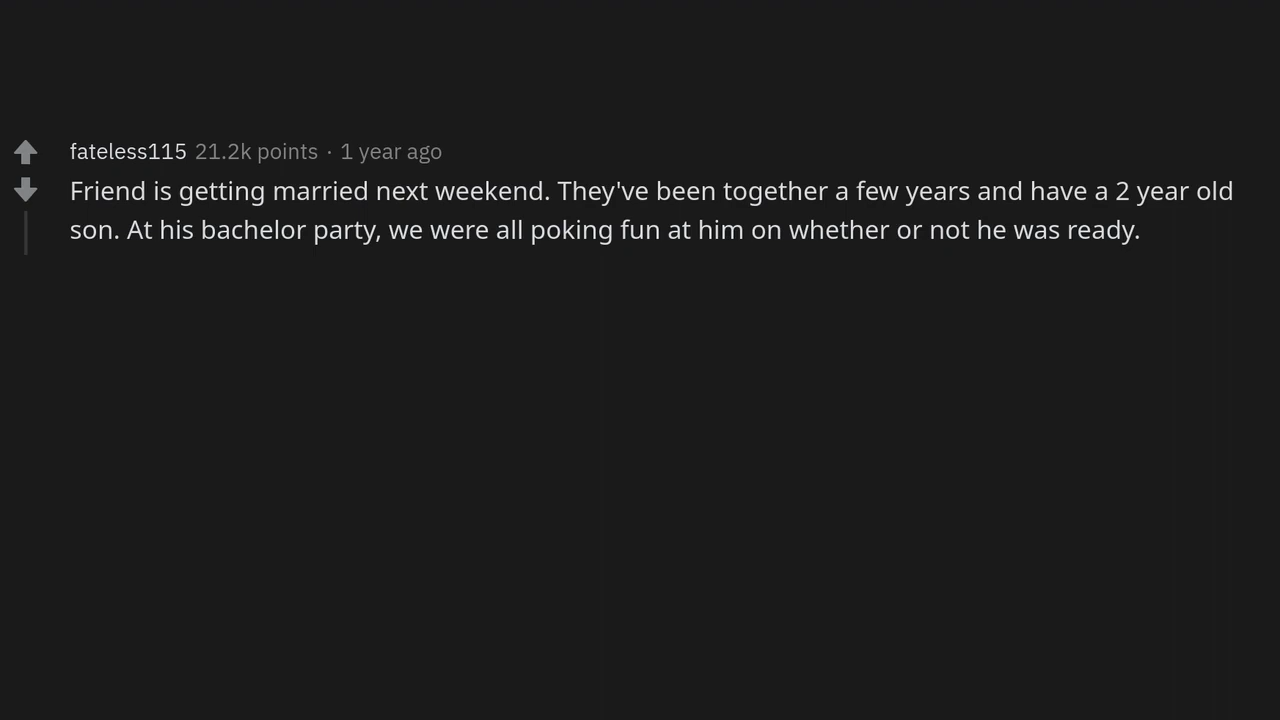 fateless115 21.2k points · 1 year ago
Friend is getting married next weekend. They've been together a few years and have a 2 year old
son. At his bachelor party, we were all poking fun at him on whether or not he was ready.